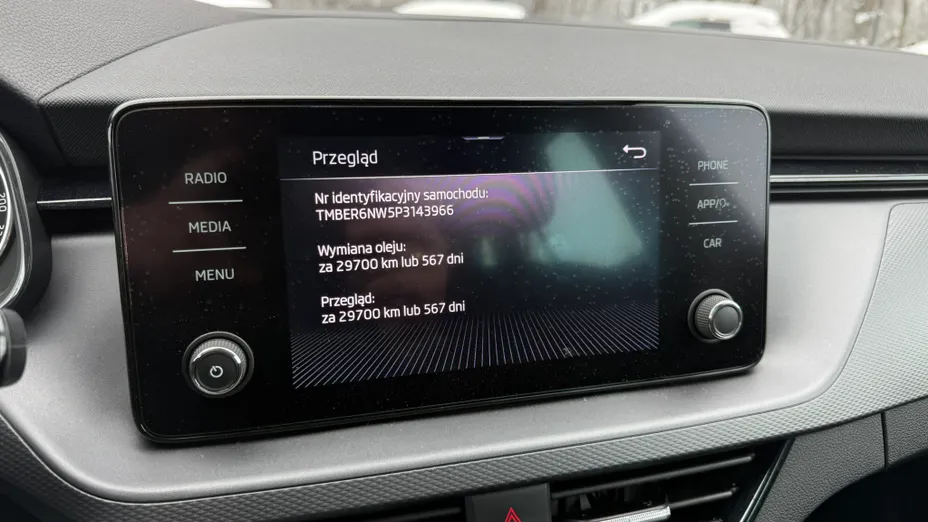 Przegląd
Nr identyfikacyjny samochodu:
TMBER6NW5P3143966
Wymiana oleju:
za 29700 km lub 567 dni
Przegląd:
za 29700 km lub 567 dni
RADIO
MEDIA
MENU
PHONE
APP/
CAR
200